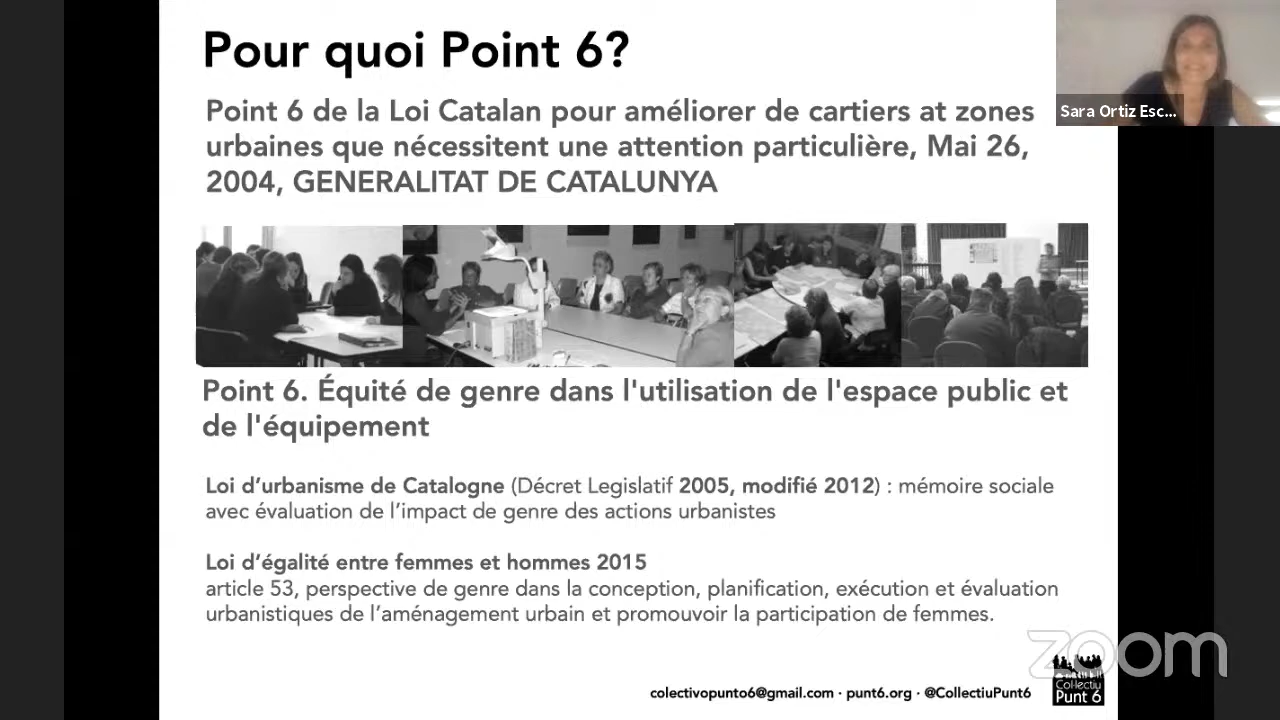 Pour quoi Point 6?
Sara Ortiz Esc...
Point 6 de la Loi Catalan pour améliorer de cartiers at zones
urbaines que nécessitent une attention particulière, Mai 26,
2004, GENERALITAT DE CATALUNYA
Point 6. Équité de genre dans l'utilisation de l'espace public et
de l'équipement
Loi d’urbanisme de Catalogne (Décret Legislatif 2005, modifié 2012) : mémoire sociale
avec évaluation de l’impact de genre des actions urbanistes
Loi d’égalité entre femmes et hommes 2015
article 53, perspective de genre dans la conception, planification, exécution et évaluation
urbanistiques de l’aménagement urbain et promouvoir la participation de femmes.
zoom
colectivopunto6@gmail.com · punt6.org · @CollectiuPunt6
Col·lectiu
Punt 6